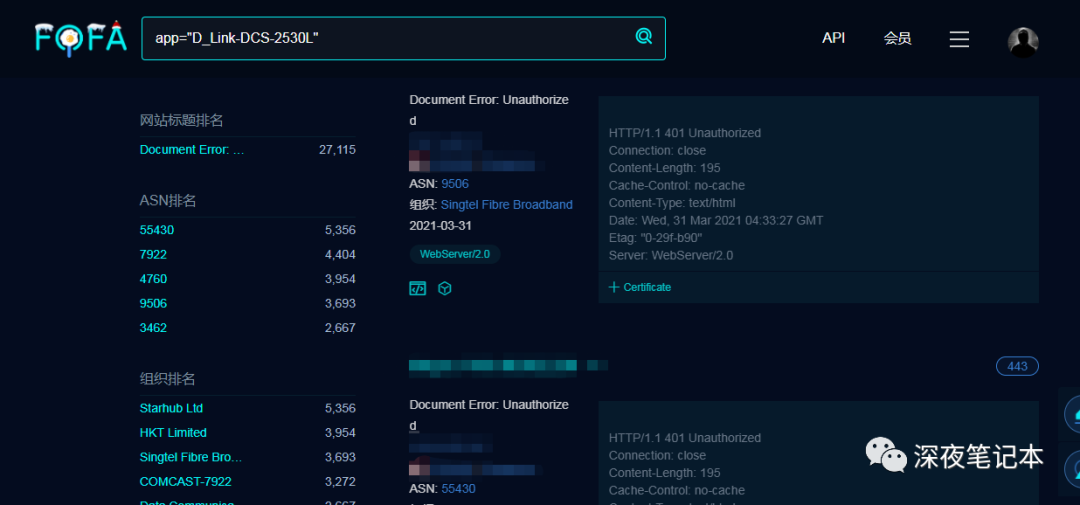 FOFA
app="D_Link-DCS-2530L"
API
会员
网站标题排名
Document Error: ...
27,115
ASN排名
55430
5,356
7922
4,404
4760
3,954
9506
3,693
3462
2,667
组织排名
Starhub Ltd
5,356
HKT Limited
3,954
Singtel Fibre Bro...
3,693
COMCAST-7922
3,272
Document Error: Unauthorize
d
ASN: 9506
组织: Singtel Fibre Broadband
2021-03-31
WebServer/2.0
HTTP/1.1 401 Unauthorized
Connection: close
Content-Length: 195
Cache-Control: no-cache
Content-Type: text/html
Date: Wed, 31 Mar 2021 04:33:27 GMT
Etag: "0-29f-b90"
Server: WebServer/2.0
Certificate
443
Document Error: Unauthorize
d
ASN: 55430
HTTP/1.1 401 Unauthorized
Connection: close
Content-Length: 195
Cache-Control: no-cache
深夜笔记本